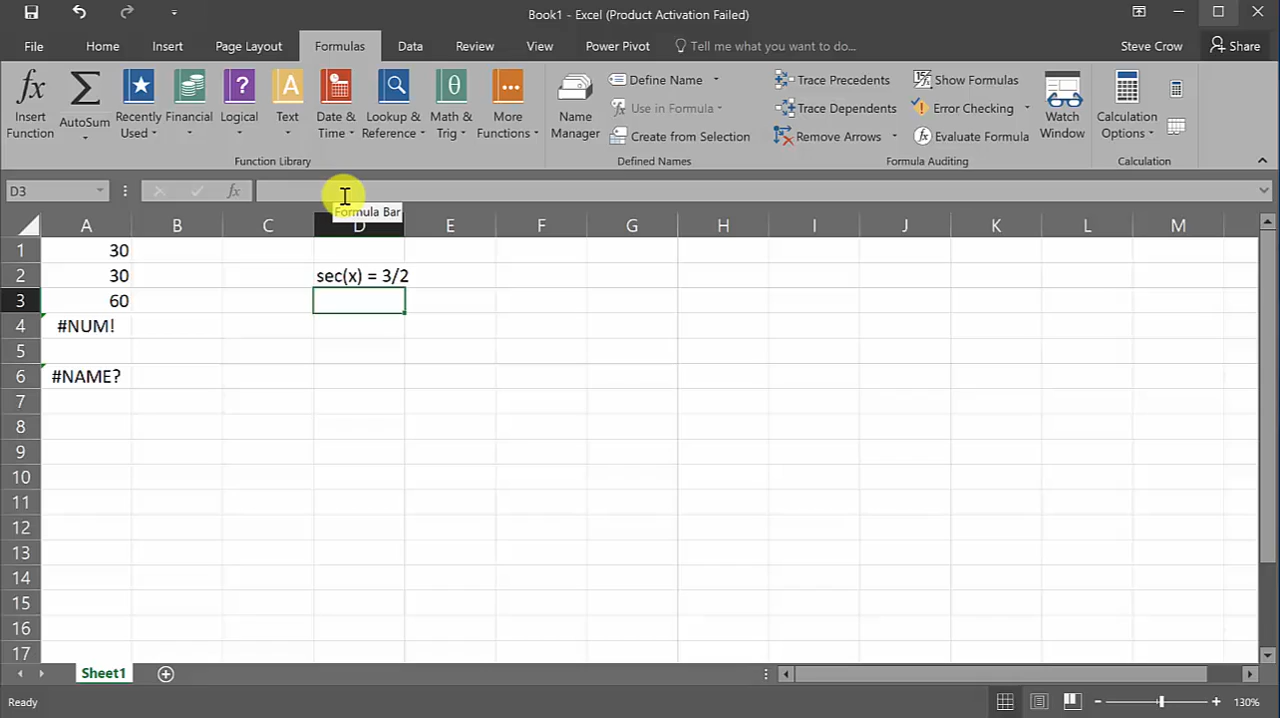 Book1 - Excel (Product Activation Failed)
File Home Insert Page Layout Formulas Data Review View Power Pivot Tell me what you want to do... Steve Crow Share
fx Σ ? A θ
Insert Function
AutoSum
Recently Used
Financial
Logical
Text
Date & Time
Lookup & Reference
Math & Trig
More Functions
Function Library
Name Manager
Define Name
Use in Formula
Create from Selection
Defined Names
Trace Precedents
Trace Dependents
Remove Arrows
Show Formulas
Error Checking
Evaluate Formula
Watch Window
Formula Auditing
Calculation Options
Calculation
D3 fx
Formula Bar
A B C D E F G H I J K L M
1 30
2 30 sec(x) = 3/2
3 60
4 #NUM!
5
6 #NAME?
7
8
9
10
11
12
13
14
15
16
17
Sheet1
Ready 130%